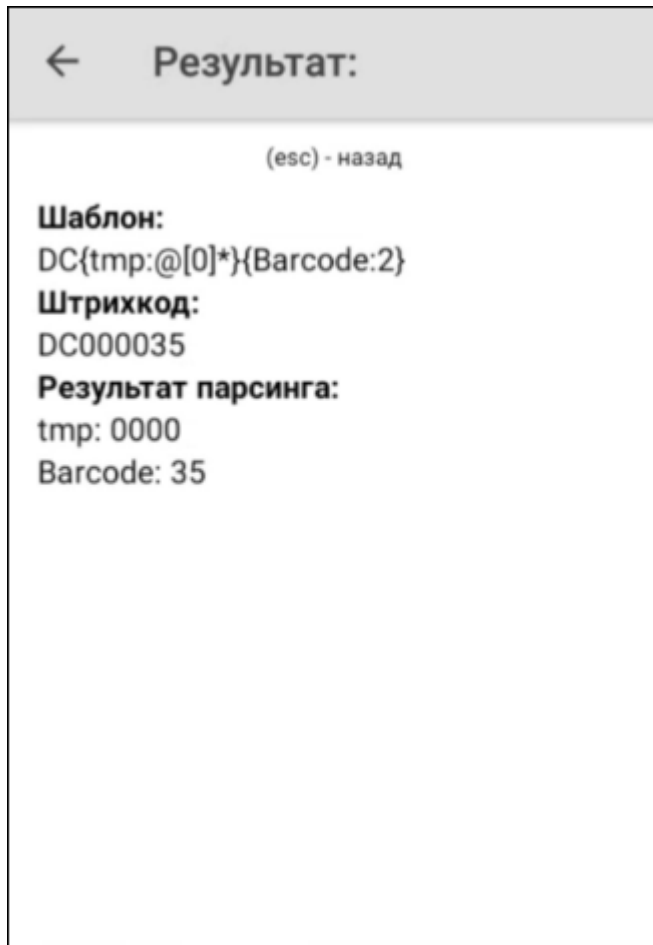 Результат:
(esc) - назад
Шаблон:
DC{tmp:@[0]*}{Barcode:2}
Штрихкод:
DC000035
Результат парсинга:
tmp: 0000
Barcode: 35